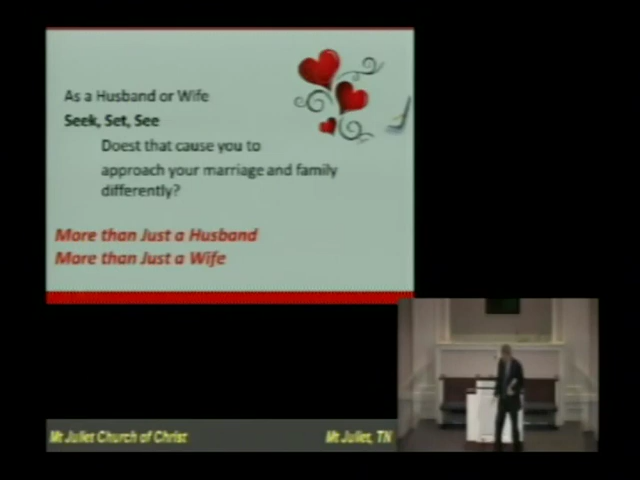 As a Husband or Wife
Seek, Set, See
Doest that cause you to
approach your marriage and family
differently?
More than Just a Husband
More than Just a Wife
Mt Juliet Church of Christ
Mt Juliet, TN